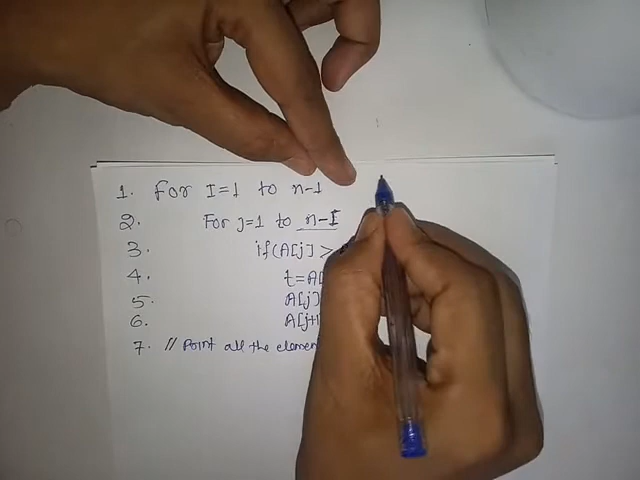 1. For I=1 to n-1
2. For j=1 to n-I
3. if(A[j] >
4. t=A[
5. A[j]
6. A[j+1
7. // Point all the elemen